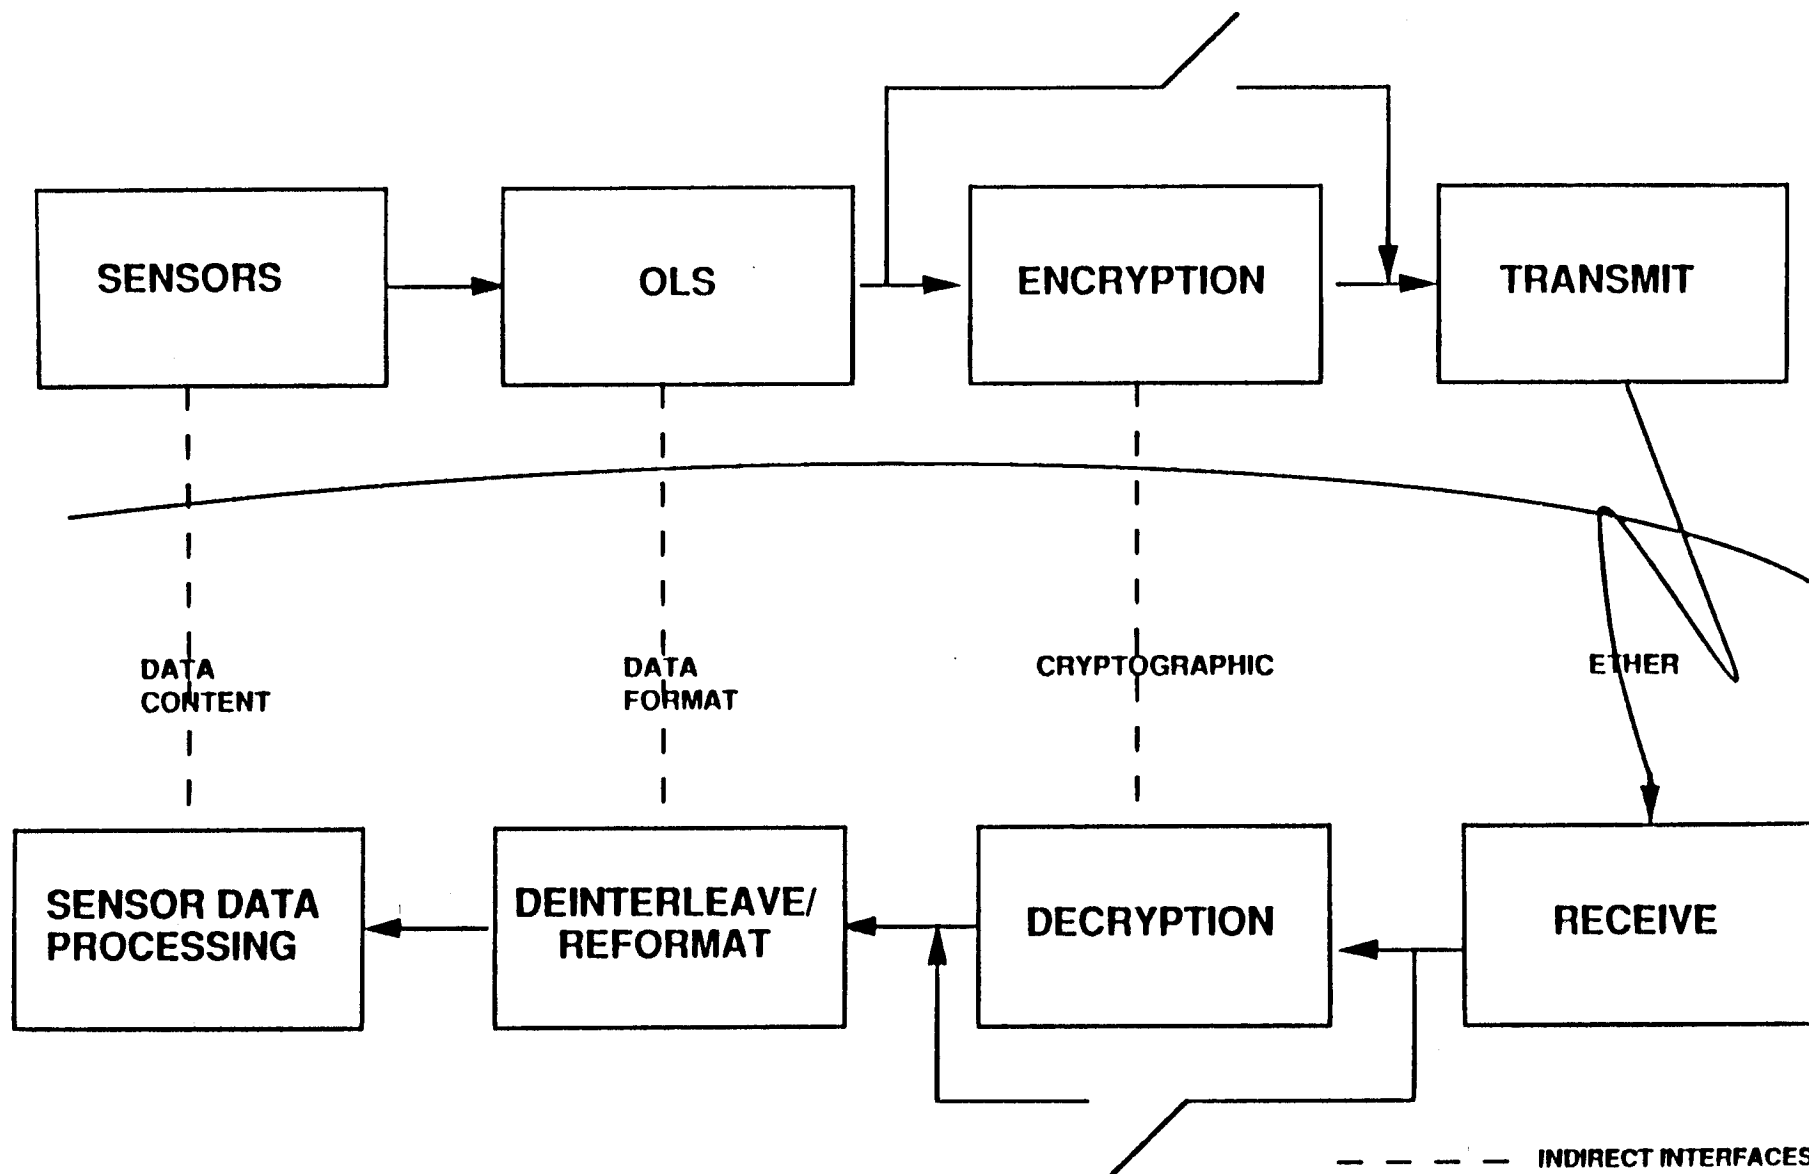 SENSORS
OLS
ENCRYPTION
TRANSMIT
DATA
CONTENT
DATA
FORMAT
CRYPTOGRAPHIC
ETHER
SENSOR DATA
PROCESSING
DEINTERLEAVE/
REFORMAT
DECRYPTION
RECEIVE
INDIRECT INTERFACES